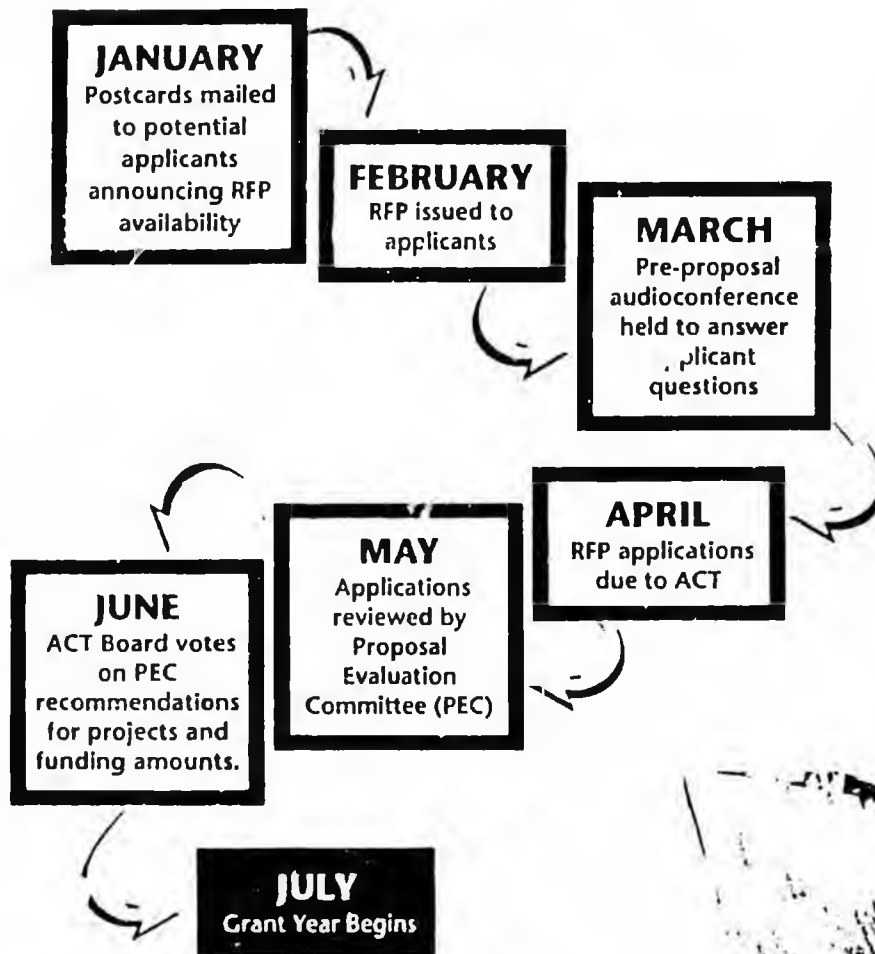 JANUARY
Postcards mailed
to potential
applicants
announcing RFP
availability
FEBRUARY
RFP issued to
applicants
MARCH
Pre-proposal
audioconference
held to answer
plicant
questions
APRIL
RFP applications
due to ACT
MAY
Applications
reviewed by
Proposal
Evaluation
Committee (PEC)
JUNE
ACT Board votes
on PEC
recommendations
for projects and
funding amounts.
JULY
Grant Year Begins